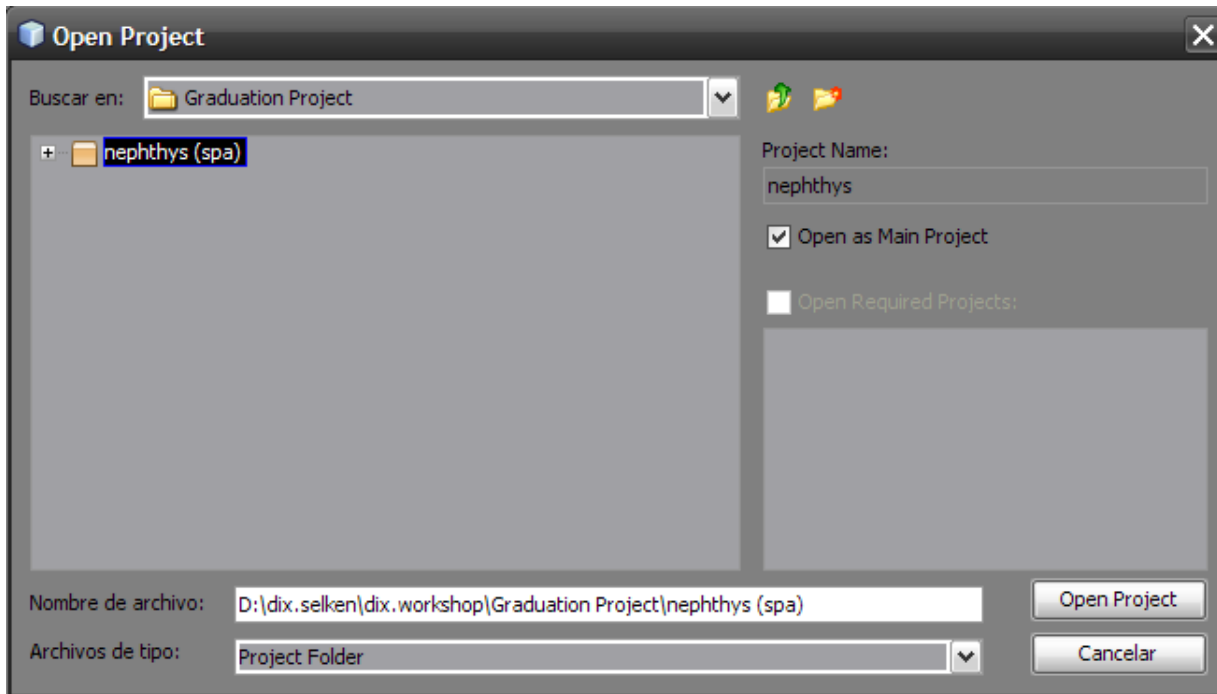 Open Project
Buscar en:
Graduation Project
nephthys (spa)
Project Name:
nephthys
Open as Main Project
Open Required Projects:
Nombre de archivo:
D:\dix.selken\dix.workshop\Graduation Project\nephthys (spa)
Open Project
Archivos de tipo:
Project Folder
Cancelar